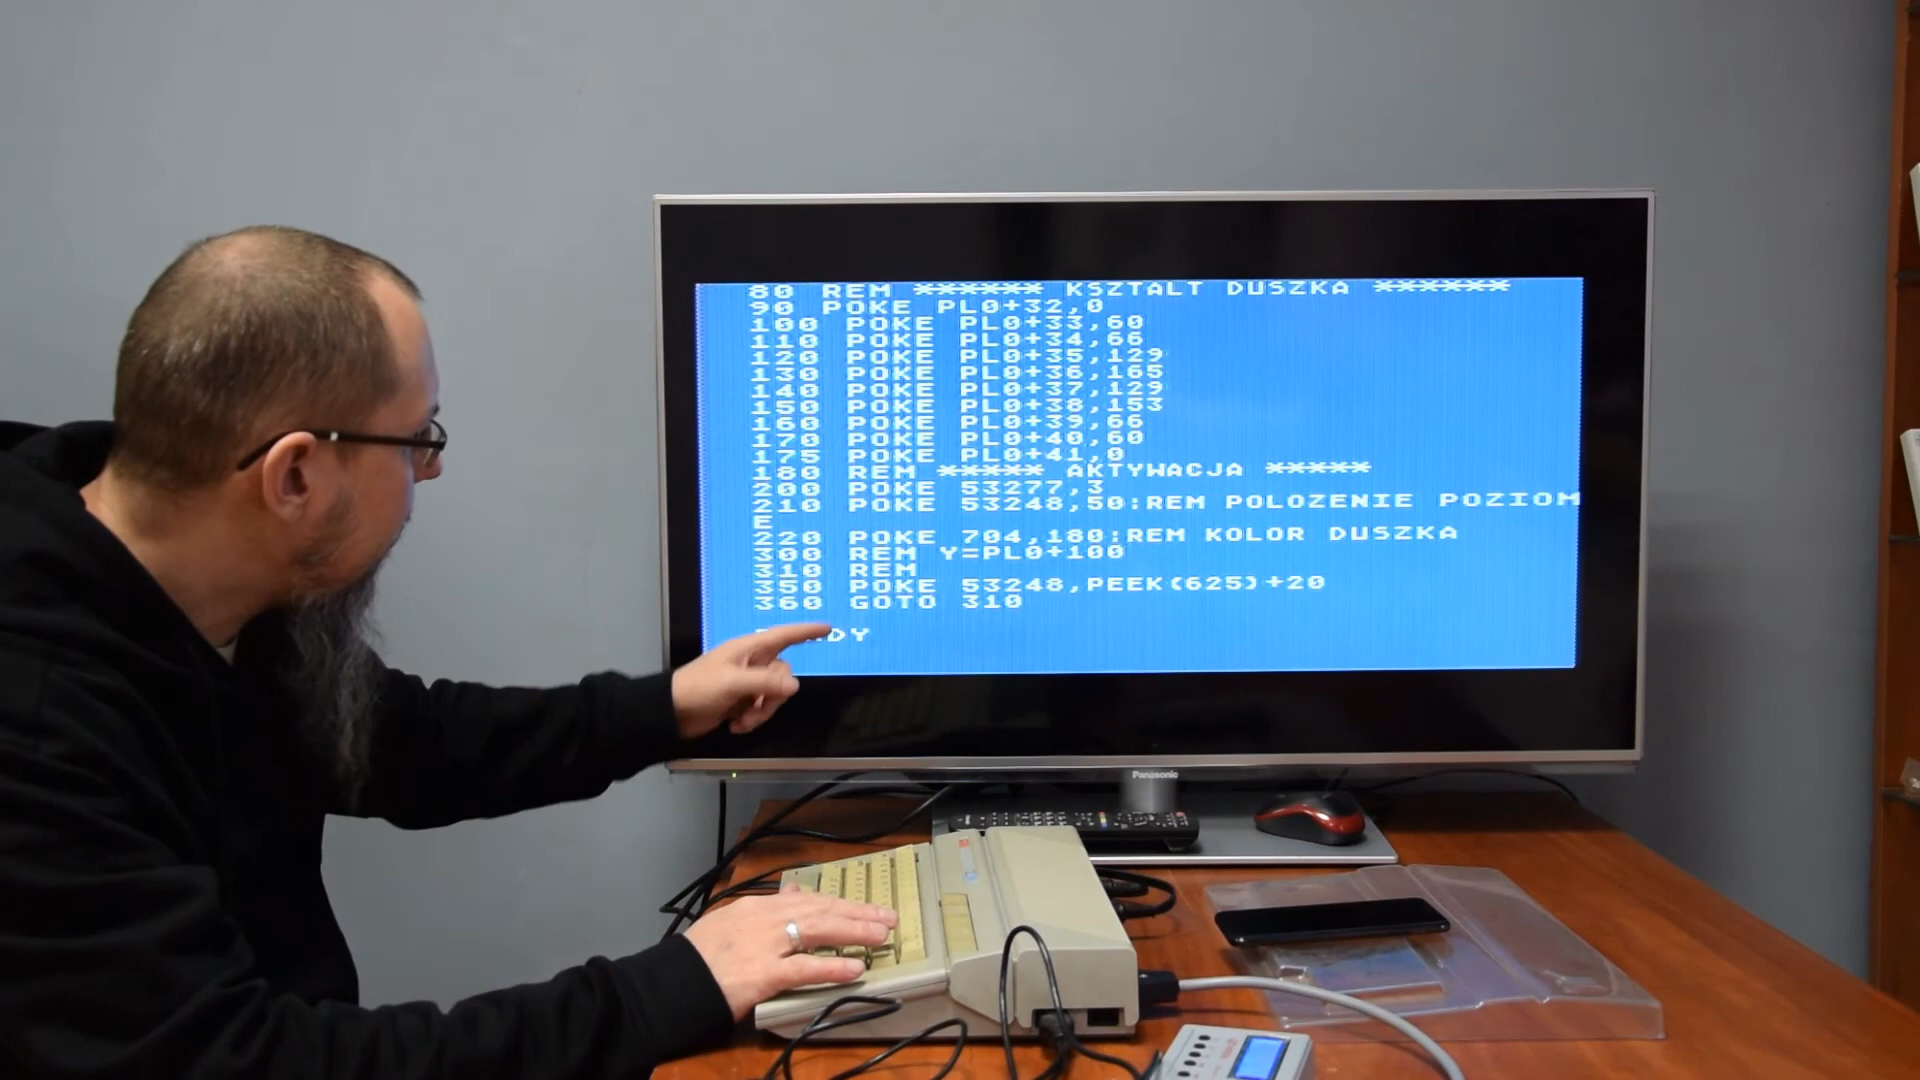 80 REM ****** KSZTALT DUSZKA ******
90 POKE PL0+32,0
100 POKE PL0+33,60
110 POKE PL0+34,66
120 POKE PL0+35,129
130 POKE PL0+36,165
140 POKE PL0+37,129
150 POKE PL0+38,153
160 POKE PL0+39,66
170 POKE PL0+40,60
175 POKE PL0+41,0
180 REM ***** AKTYWACJA *****
200 POKE 53277,3
210 POKE 53248,50:REM POLOZENIE POZIOM
E
220 POKE 704,180:REM KOLOR DUSZKA
300 REM Y=PL0+100
310 REM
350 POKE 53248,PEEK(625)+20
360 GOTO 310
DY
Panasonic